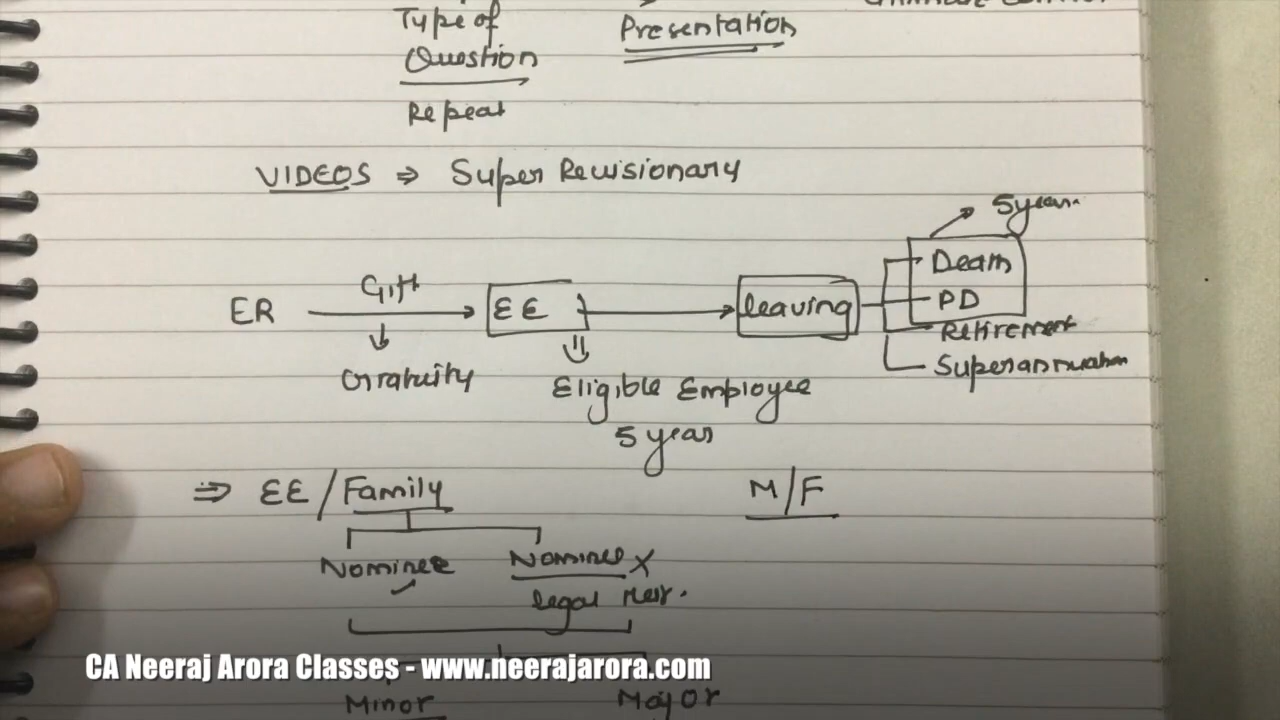 Type of
Question
Repeat
Presentation
VIDEOS ⇒ Super Revisionary
5 year.
ER
Gift
Gratuity
EE
Eligible Employee
5 year
leaving
Death
PD
Retirement
Superannuation
⇒ EE / Family
M/F
Nominee
Nominee X
legal Heir.
Minor
Major
CA Neeraj Arora Classes - www.neerajarora.com